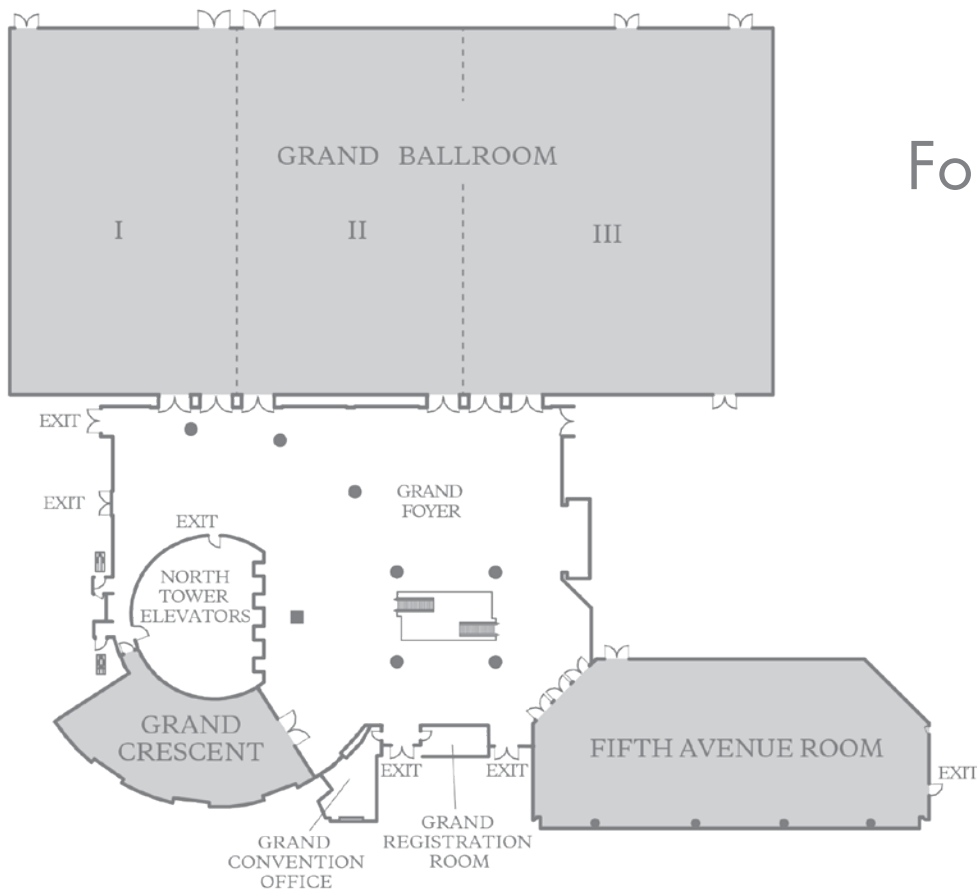 Fo
GRAND BALLROOM
I
II
III
EXIT
EXIT
GRAND
FOYER
EXIT
NORTH
TOWER
ELEVATORS
GRAND
CRESCENT
FIFTH AVENUE ROOM
EXIT
EXIT
EXIT
GRAND
CONVENTION
OFFICE
GRAND
REGISTRATION
ROOM